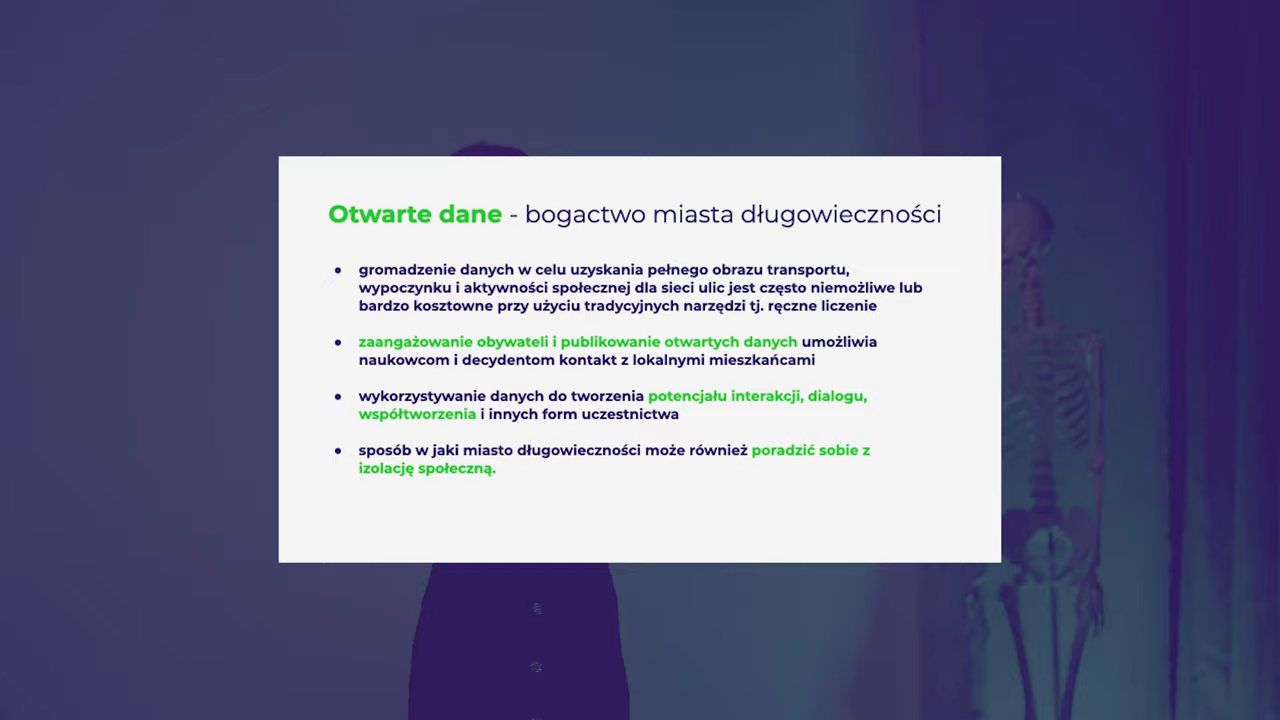 Otwarte dane - bogactwo miasta długowieczności
• gromadzenie danych w celu uzyskania pełnego obrazu transportu,
wypoczynku i aktywności społecznej dla sieci ulic jest często niemożliwe lub
bardzo kosztowne przy użyciu tradycyjnych narzędzi tj. ręczne liczenie
• zaangażowanie obywateli i publikowanie otwartych danych umożliwia
naukowcom i decydentom kontakt z lokalnymi mieszkańcami
• wykorzystywanie danych do tworzenia potencjału interakcji, dialogu,
współtworzenia i innych form uczestnictwa
• sposób w jaki miasto długowieczności może również poradzić sobie z
izolację społeczną.